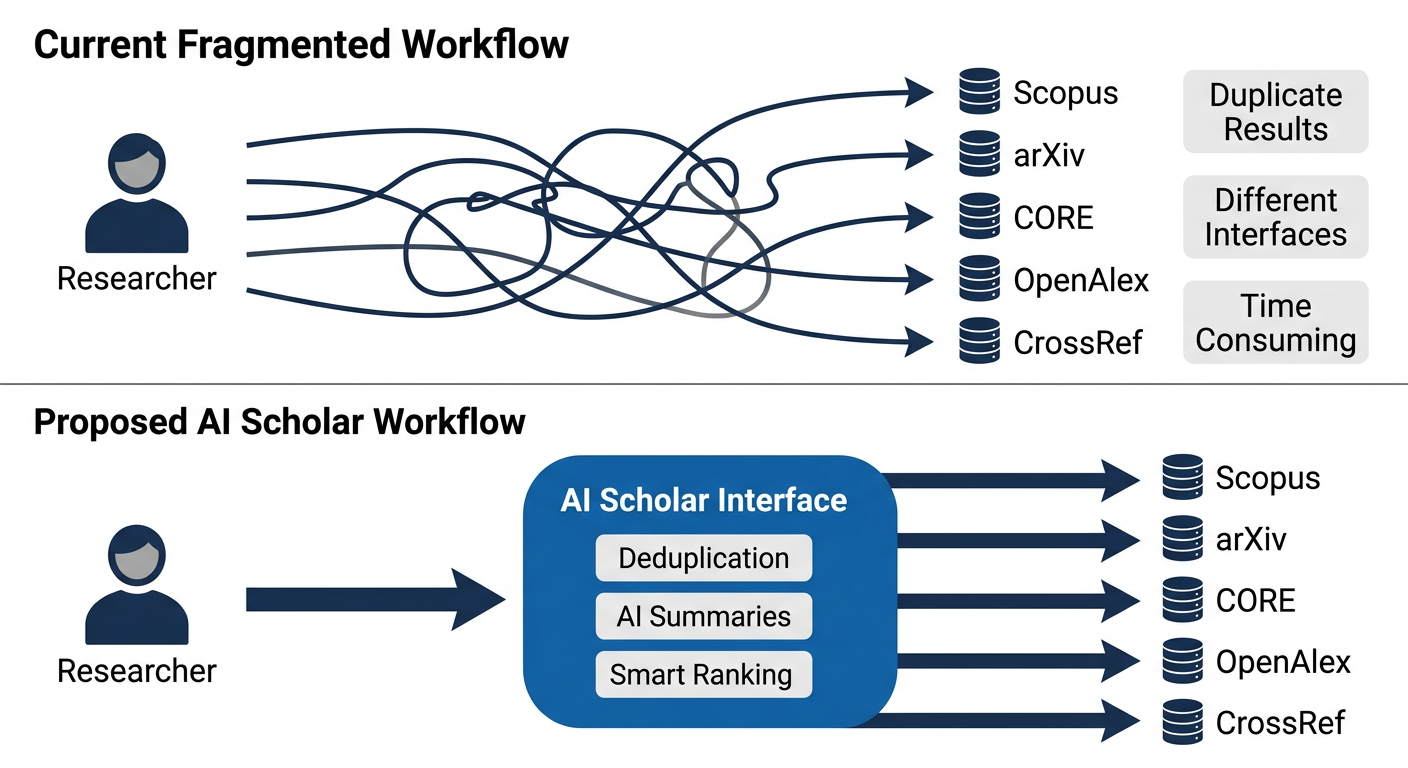 Current Fragmented Workflow
Researcher
Scopus
arXiv
CORE
OpenAlex
CrossRef
Duplicate
Results
Different
Interfaces
Time
Consuming
Proposed AI Scholar Workflow
Researcher
AI Scholar Interface
Deduplication
AI Summaries
Smart Ranking
Scopus
arXiv
CORE
OpenAlex
CrossRef